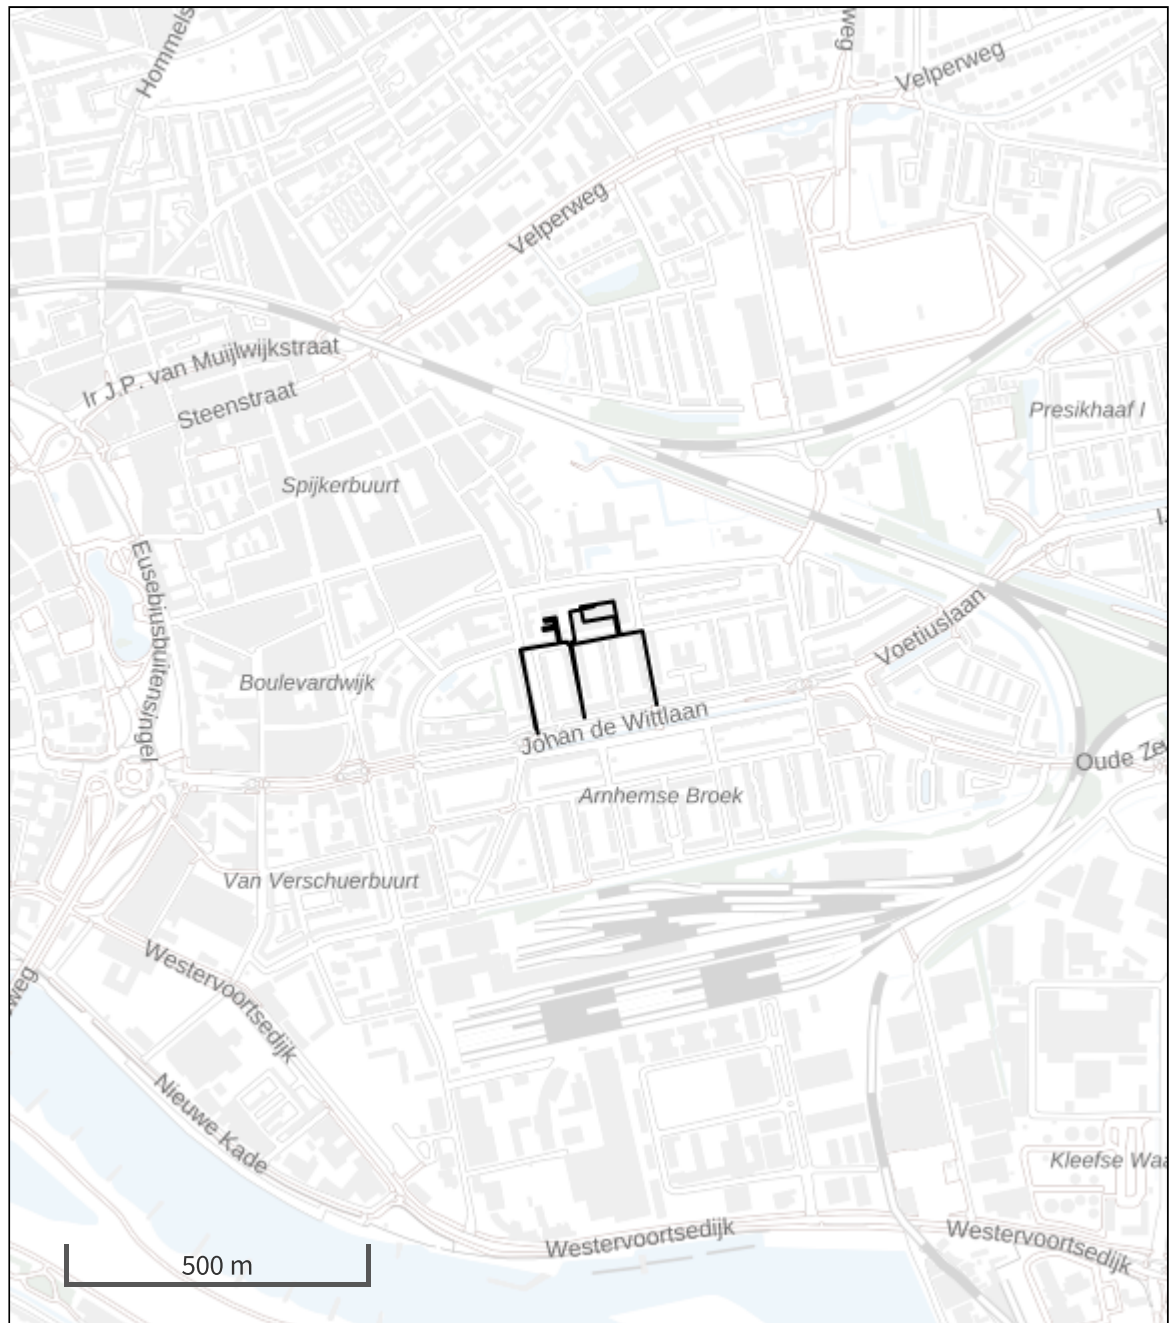 Hommels
weg
Velperweg
Velperweg
Ir J.P. van Muijlwijkstraat
Steenstraat
Presikhaaf I
Spijkerbuurt
Eusebiusbuitensingel
Voetiuslaan
Boulevardwijk
Johan de Wittlaan
Oude Ze
Arnhemse Broek
Van Verschuerbuurt
Westervoortsedijk
weg
Nieuwe Kade
Kleefse Waa
Westervoortsedijk
Westervoortsedijk
500 m